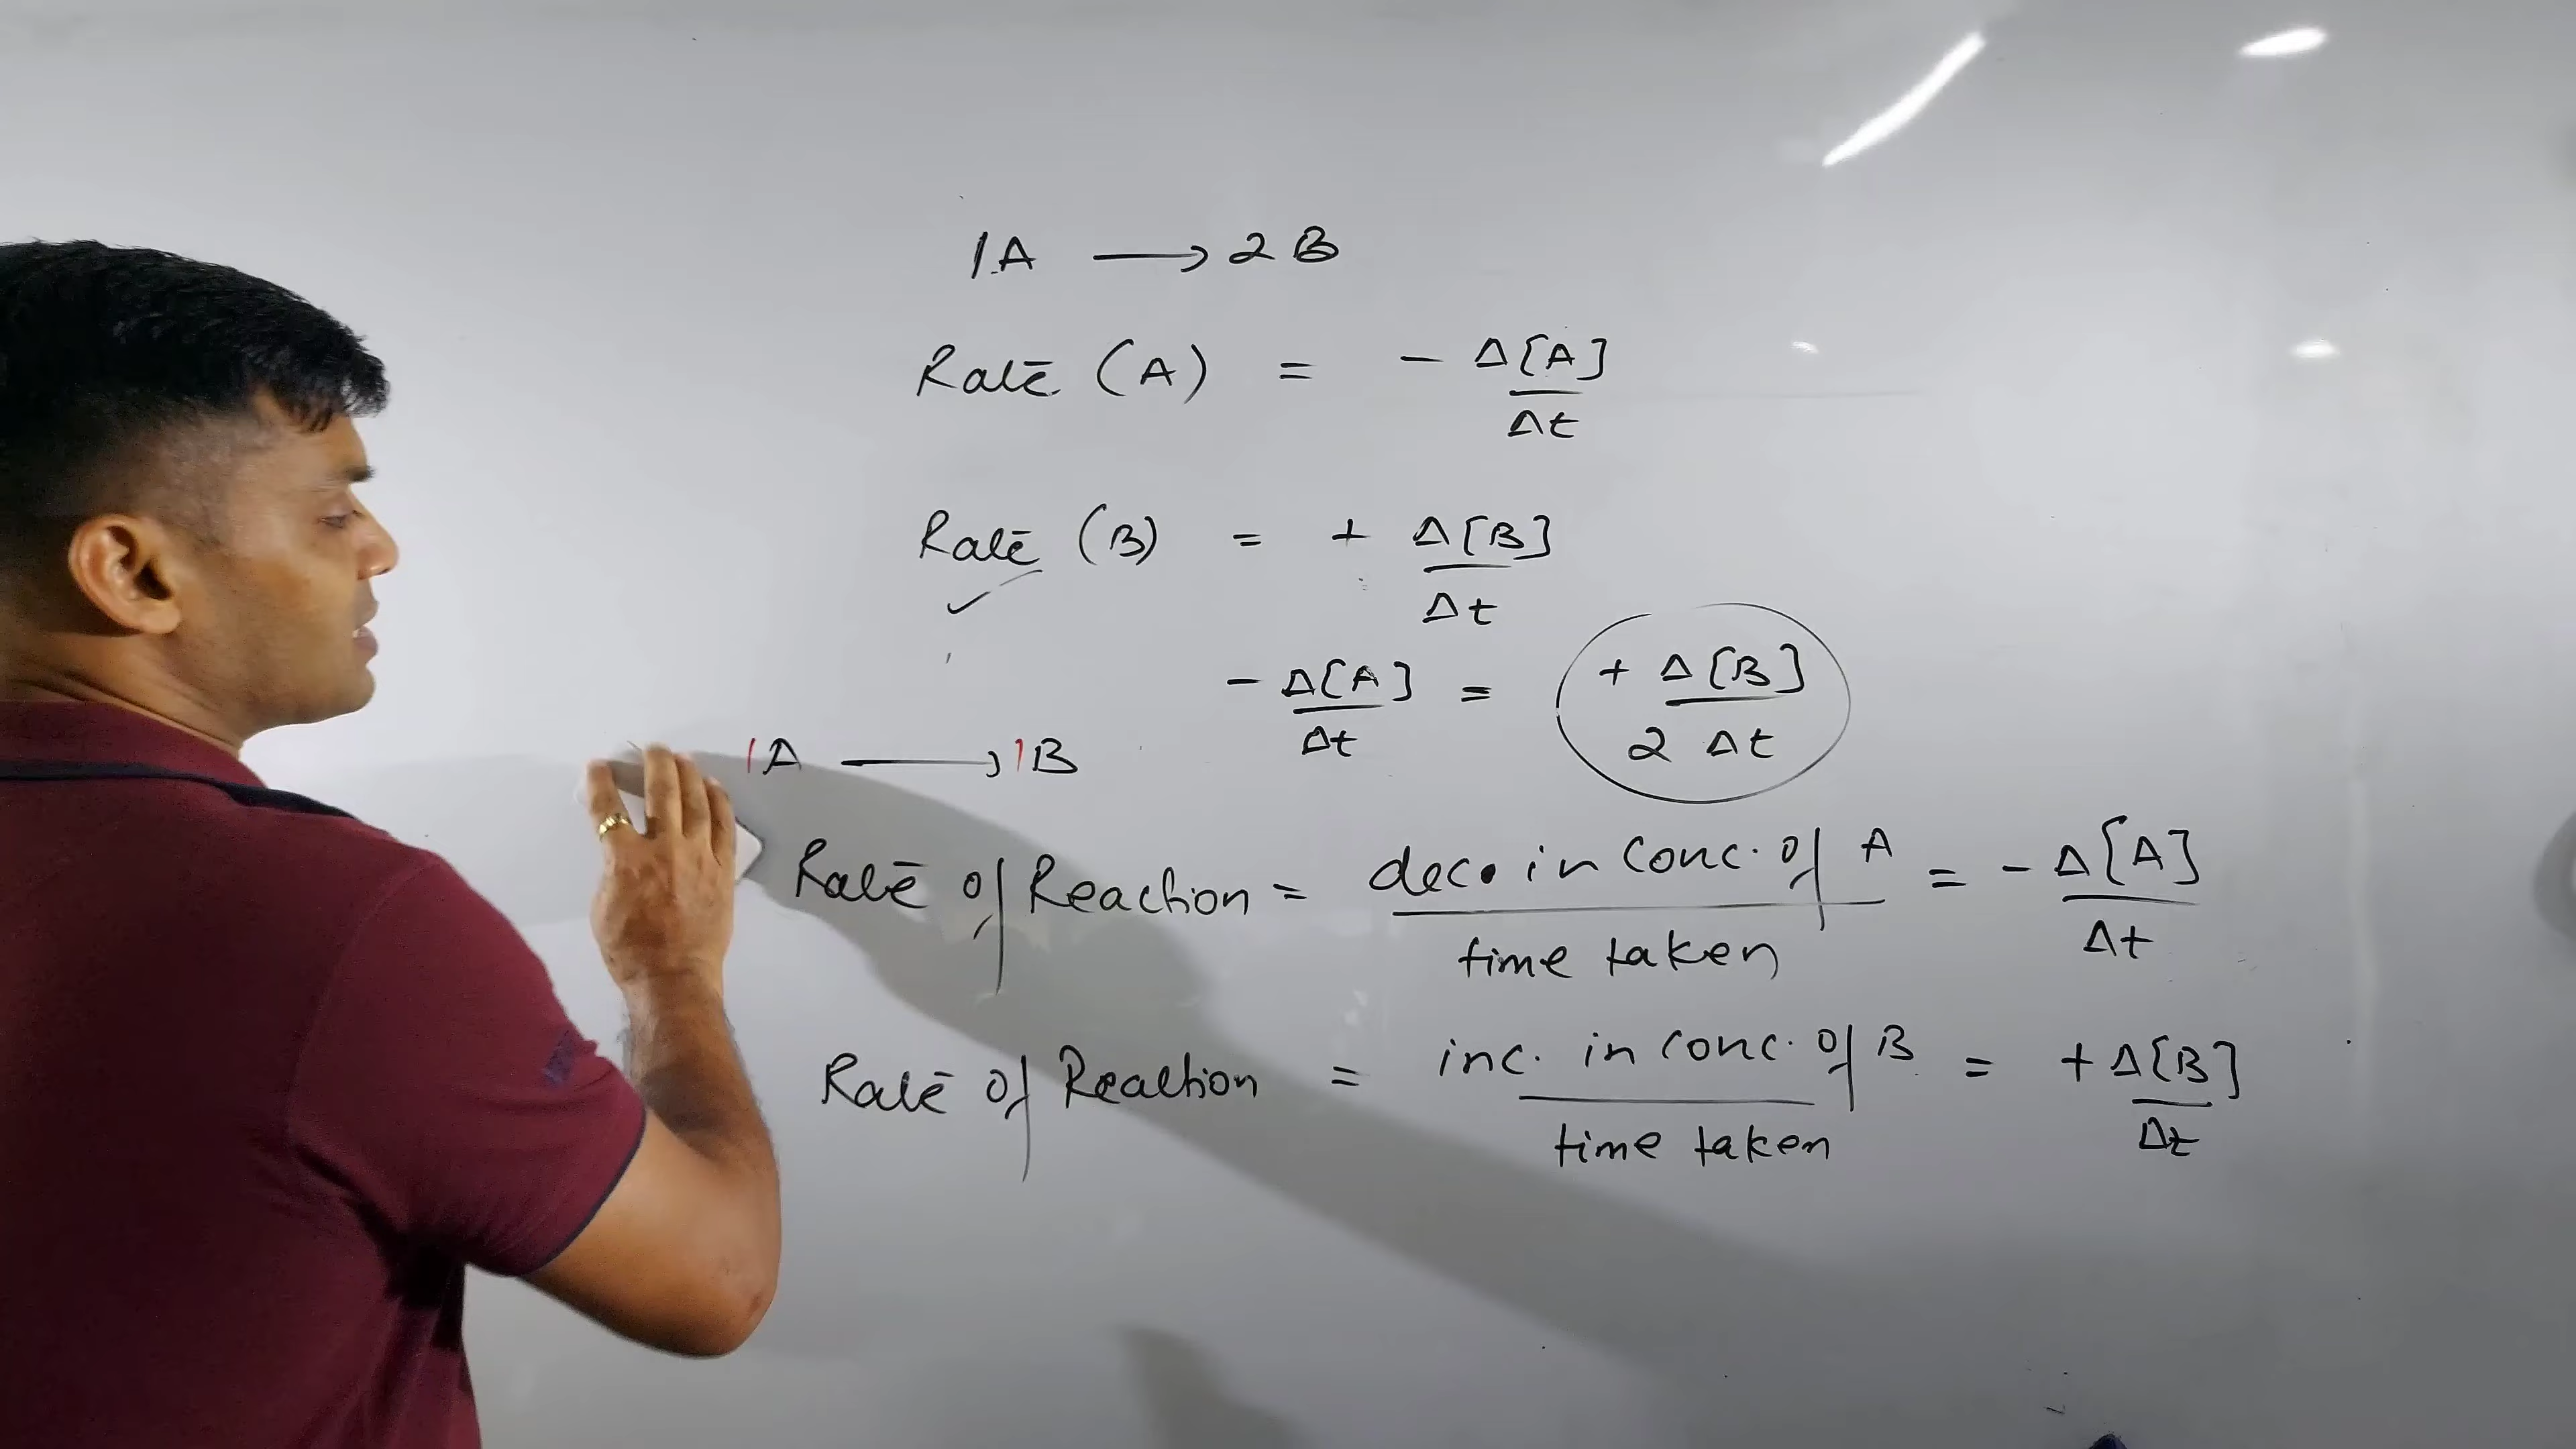 1A → 2B
Rate (A) = - Δ[A]/Δt
Rate (B) = + Δ[B]/Δt
- Δ[A]/Δt = + Δ[B]/2 Δt
1A → 1B
Rate of Reaction = dec. in conc. of A/time taken = - Δ[A]/Δt
Rate of Reaction = inc. in conc. of B/time taken = + Δ[B]/Δt